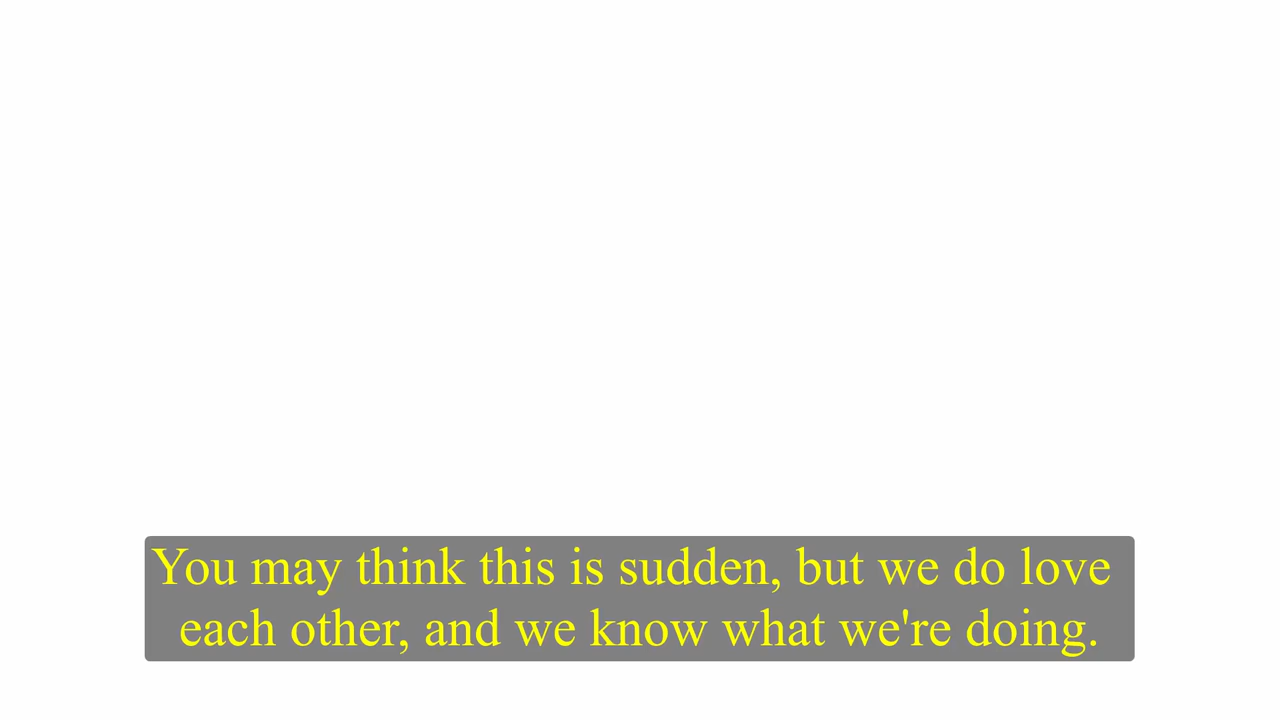 You may think this is sudden, but we do love
each other, and we know what we're doing.